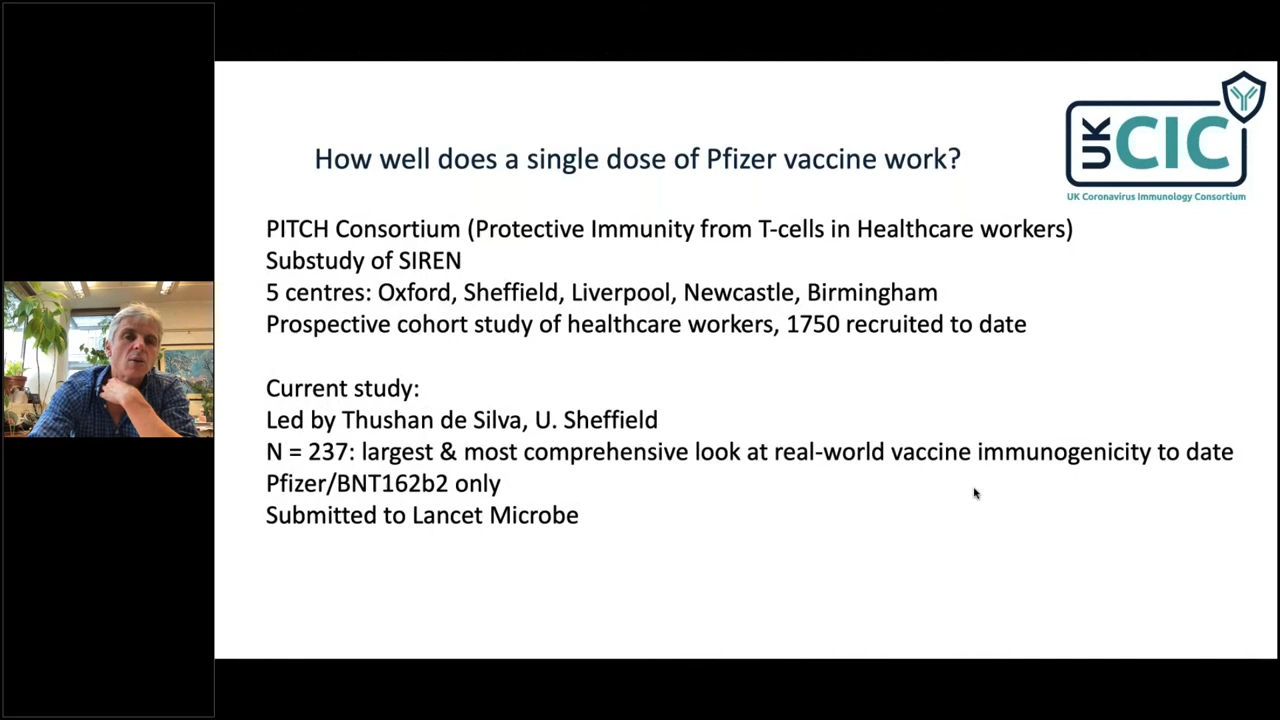 How well does a single dose of Pfizer vaccine work?
UK CIC
UK Coronavirus Immunology Consortium
PITCH Consortium (Protective Immunity from T-cells in Healthcare workers)
Substudy of SIREN
5 centres: Oxford, Sheffield, Liverpool, Newcastle, Birmingham
Prospective cohort study of healthcare workers, 1750 recruited to date
Current study:
Led by Thushan de Silva, U. Sheffield
N = 237: largest & most comprehensive look at real-world vaccine immunogenicity to date
Pfizer/BNT162b2 only
Submitted to Lancet Microbe